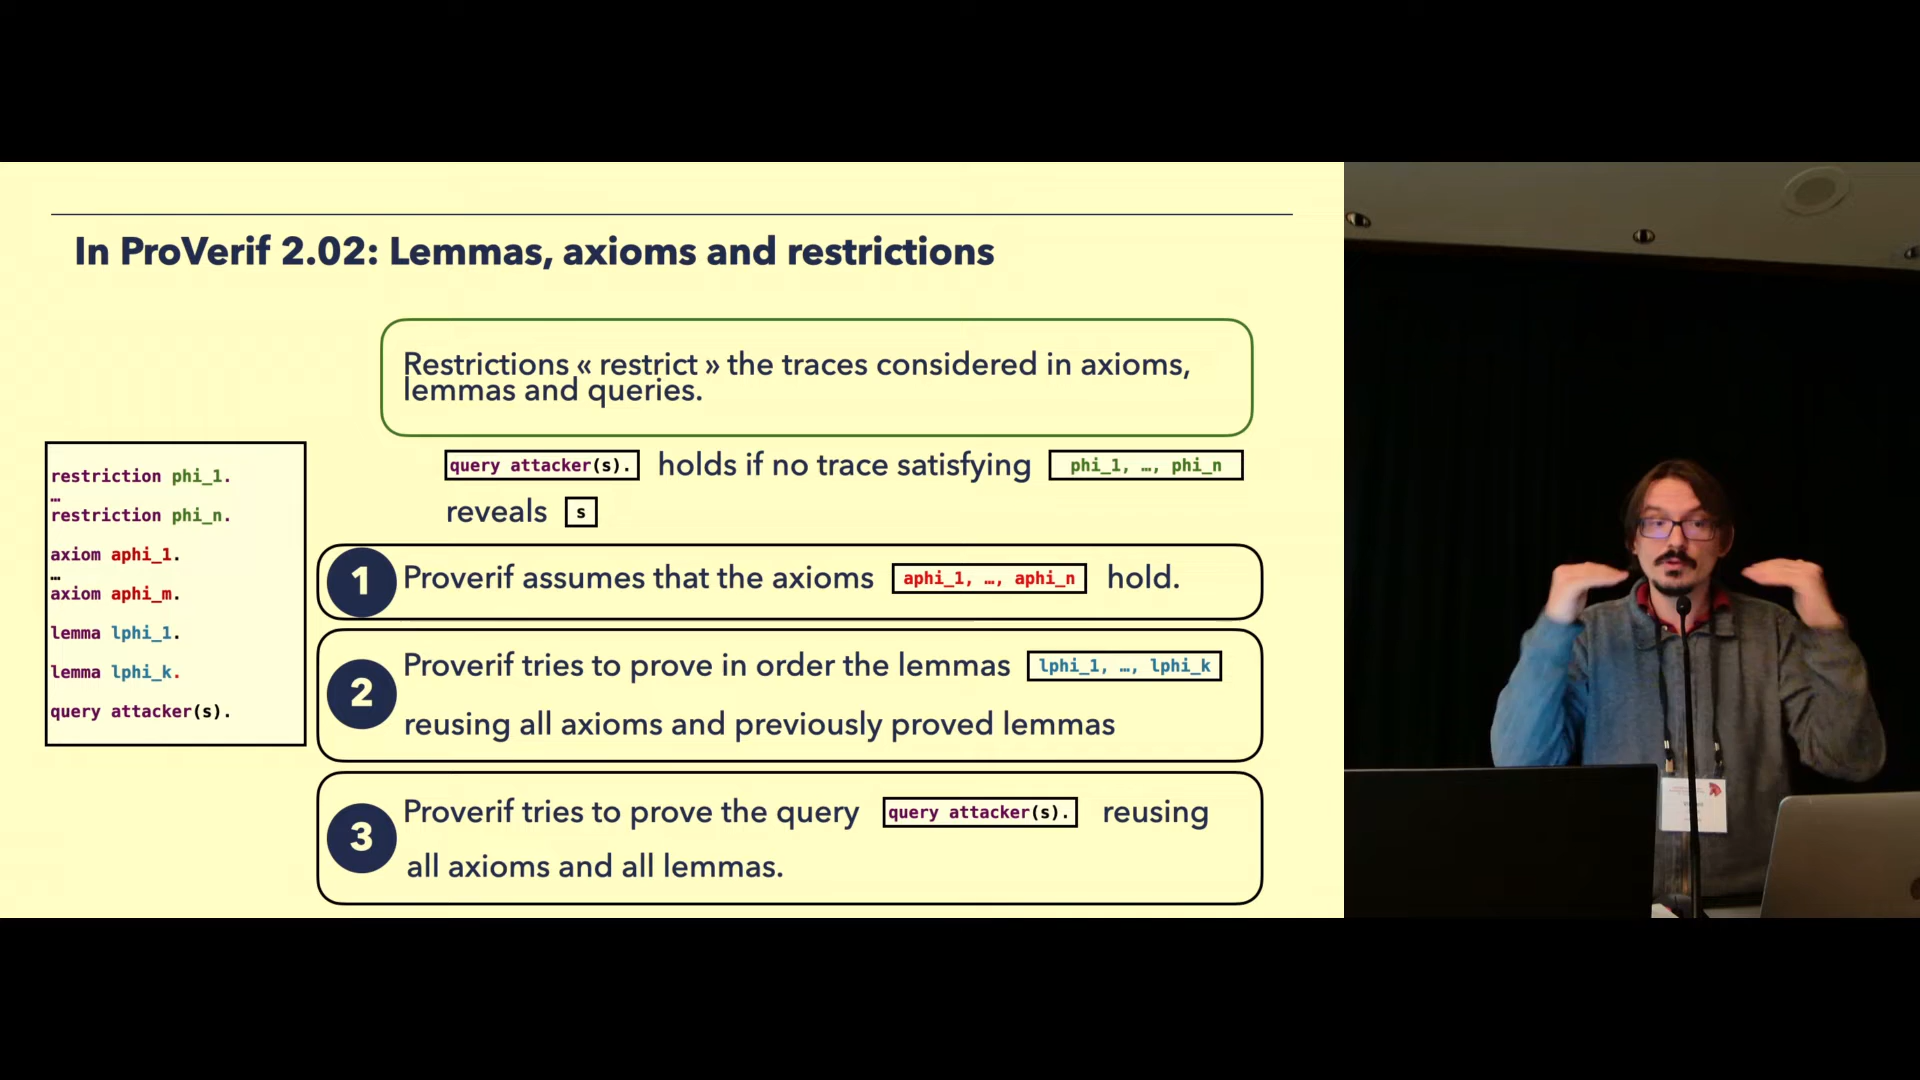 In ProVerif 2.02: Lemmas, axioms and restrictions
Restrictions « restrict » the traces considered in axioms,
lemmas and queries.
query attacker(s). holds if no trace satisfying phi_1, …, phi_n
reveals s
restriction phi_1.
…
restriction phi_n.
axiom aphi_1.
…
axiom aphi_m.
lemma lphi_1.
lemma lphi_k.
query attacker(s).
1 Proverif assumes that the axioms aphi_1, …, aphi_n hold.
2 Proverif tries to prove in order the lemmas lphi_1, …, lphi_k
reusing all axioms and previously proved lemmas
3 Proverif tries to prove the query query attacker(s). reusing
all axioms and all lemmas.